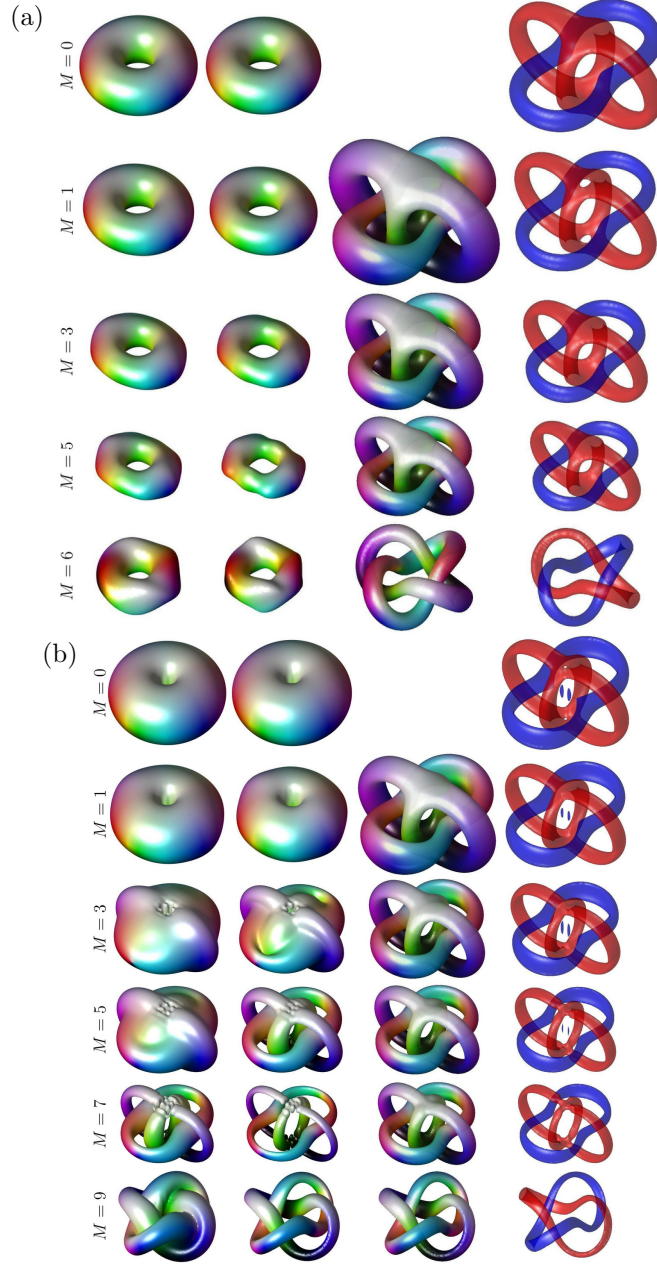 (a)
M = 0
M = 1
M = 3
M = 5
M = 6
(b)
M = 0
M = 1
M = 3
M = 5
M = 7
M = 9